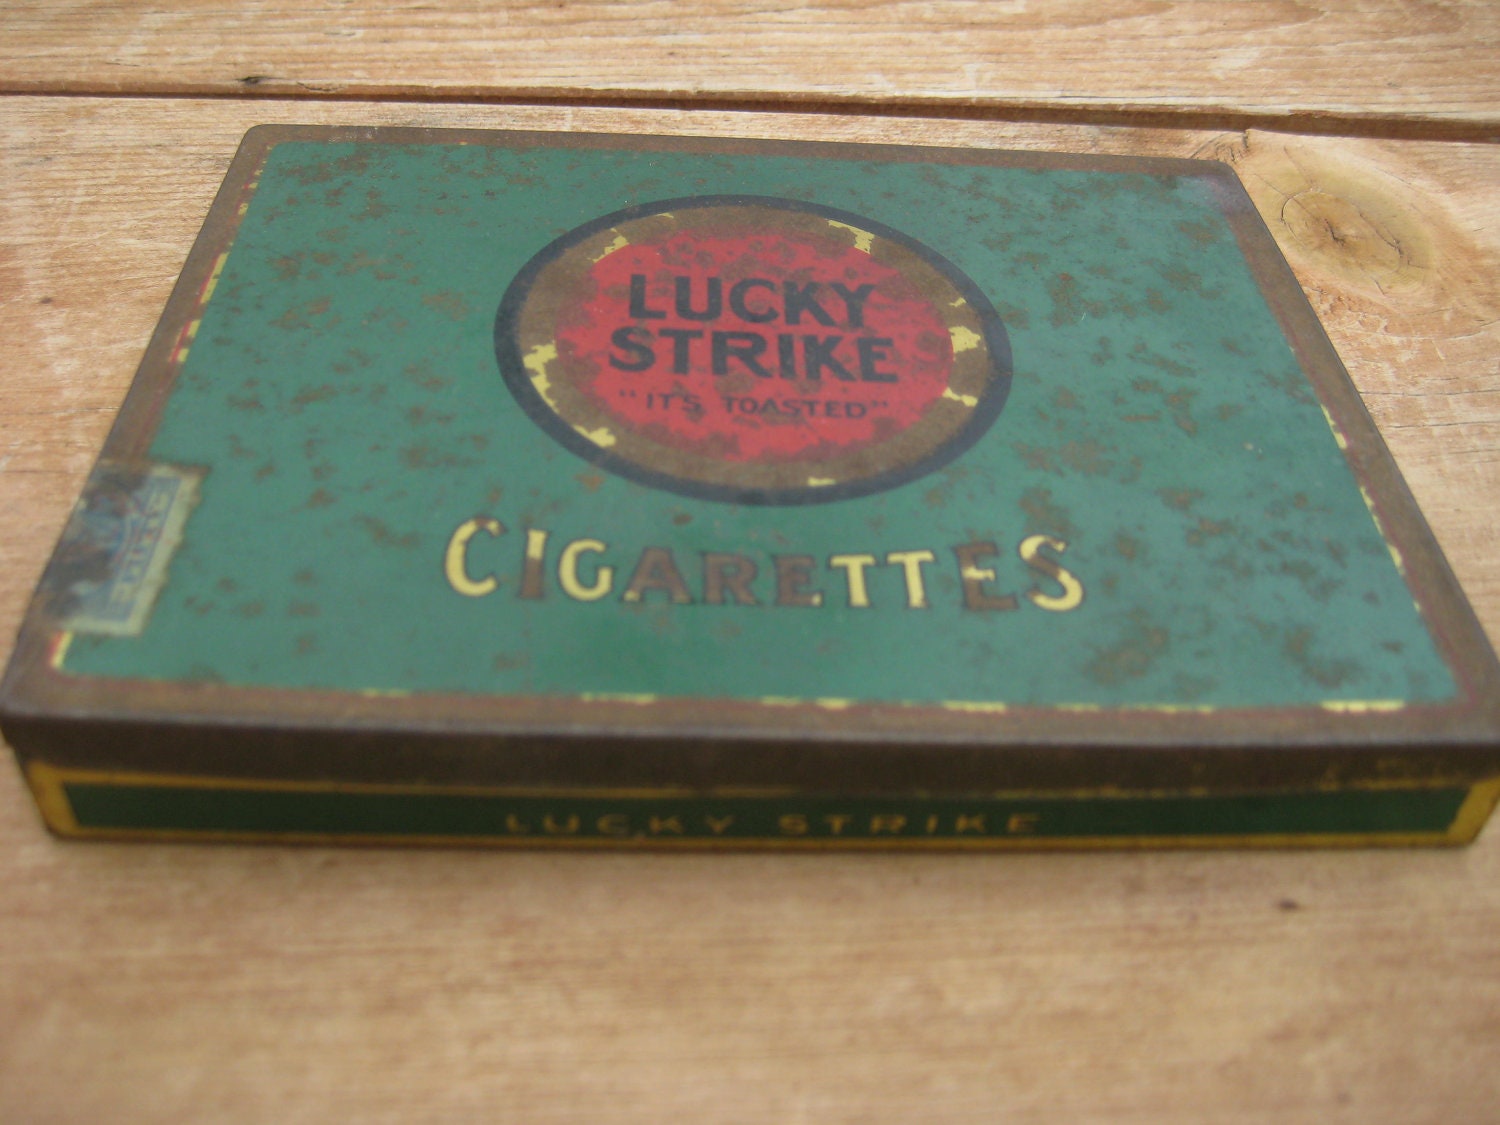 LUCKY
STRIKE
"IT'S TOASTED"
CIGARETTES
LUCKY STRIKE